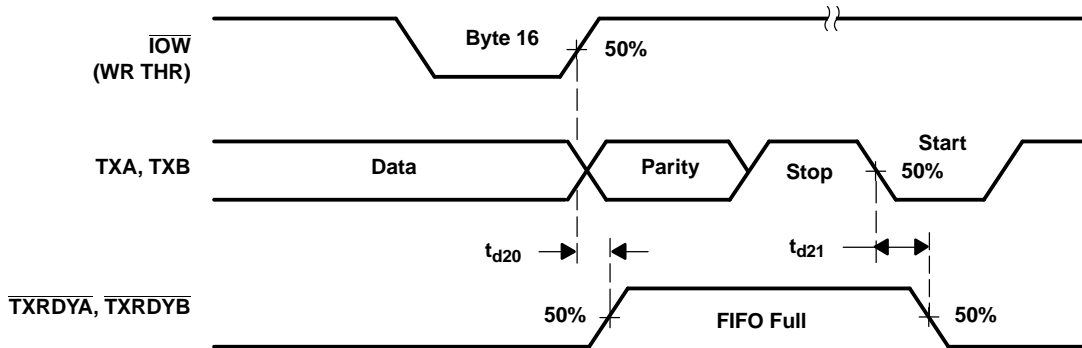 IOW
(WR THR)
Byte 16
50%
TXA, TXB
Data
Parity
Stop
Start
50%
td20
td21
TXRDYA, TXRDYB
50%
FIFO Full
50%